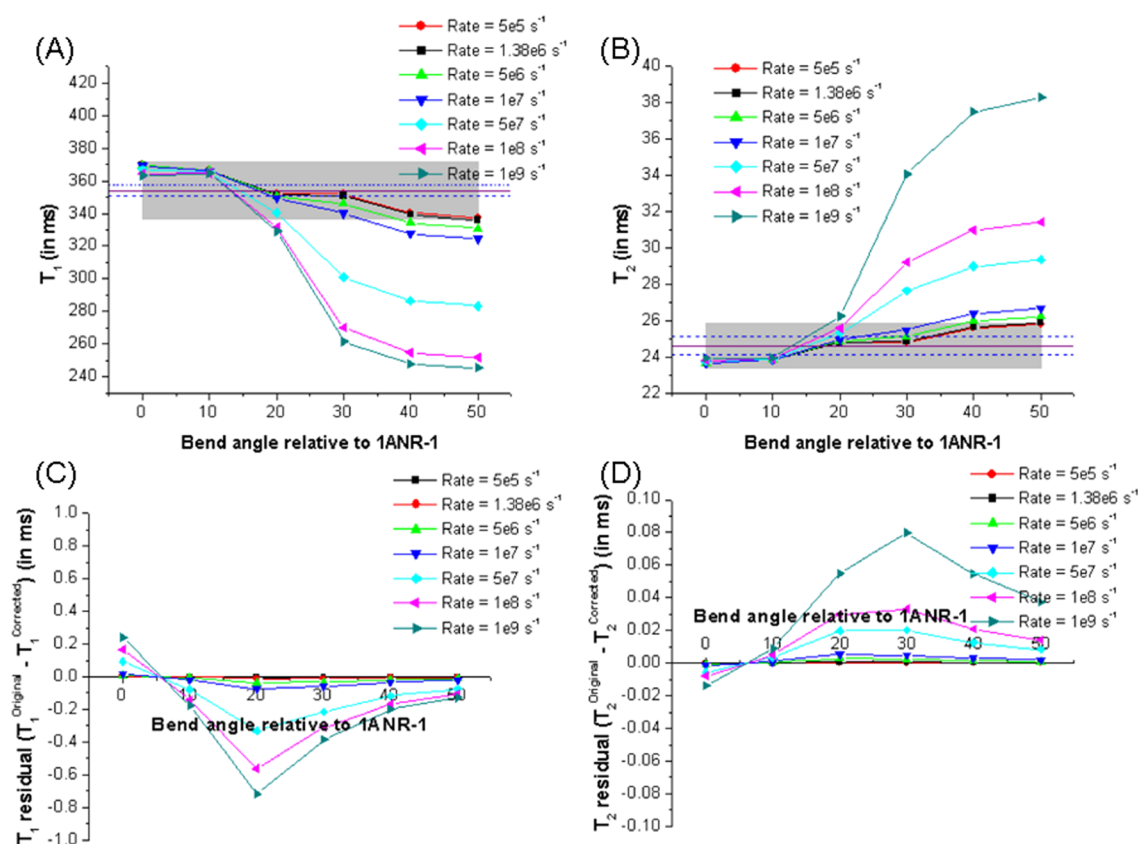 (A)
Rate = 5e5 s⁻¹
Rate = 1.38e6 s⁻¹
Rate = 5e6 s⁻¹
Rate = 1e7 s⁻¹
Rate = 5e7 s⁻¹
Rate = 1e8 s⁻¹
Rate = 1e9 s⁻¹
T₁ (in ms)
420
400
380
360
340
320
300
280
260
240
0 10 20 30 40 50
Bend angle relative to 1ANR-1
(B)
Rate = 5e5 s⁻¹
Rate = 1.38e6 s⁻¹
Rate = 5e6 s⁻¹
Rate = 1e7 s⁻¹
Rate = 5e7 s⁻¹
Rate = 1e8 s⁻¹
Rate = 1e9 s⁻¹
T₂ (in ms)
40
38
36
34
32
30
28
26
24
22
0 10 20 30 40 50
Bend angle relative to 1ANR-1
(C)
Rate = 5e5 s⁻¹
Rate = 1.38e6 s⁻¹
Rate = 5e6 s⁻¹
Rate = 1e7 s⁻¹
Rate = 5e7 s⁻¹
Rate = 1e8 s⁻¹
Rate = 1e9 s⁻¹
T₁ residual (T₁^Original - T₁^Corrected) (in ms)
1.0
0.8
0.6
0.4
0.2
0.0
-0.2
-0.4
-0.6
-0.8
-1.0
0 10 20 30 40 50
Bend angle relative to 1ANR-1
(D)
Rate = 5e5 s⁻¹
Rate = 1.38e6 s⁻¹
Rate = 5e6 s⁻¹
Rate = 1e7 s⁻¹
Rate = 5e7 s⁻¹
Rate = 1e8 s⁻¹
Rate = 1e9 s⁻¹
T₂ residual (T₂^Original - T₂^Corrected) (in ms)
0.10
0.08
0.06
0.04
0.02
0.00
-0.02
-0.04
-0.06
-0.08
-0.10
Bend angle relative to 1ANR-1
0 10 20 30 40 50